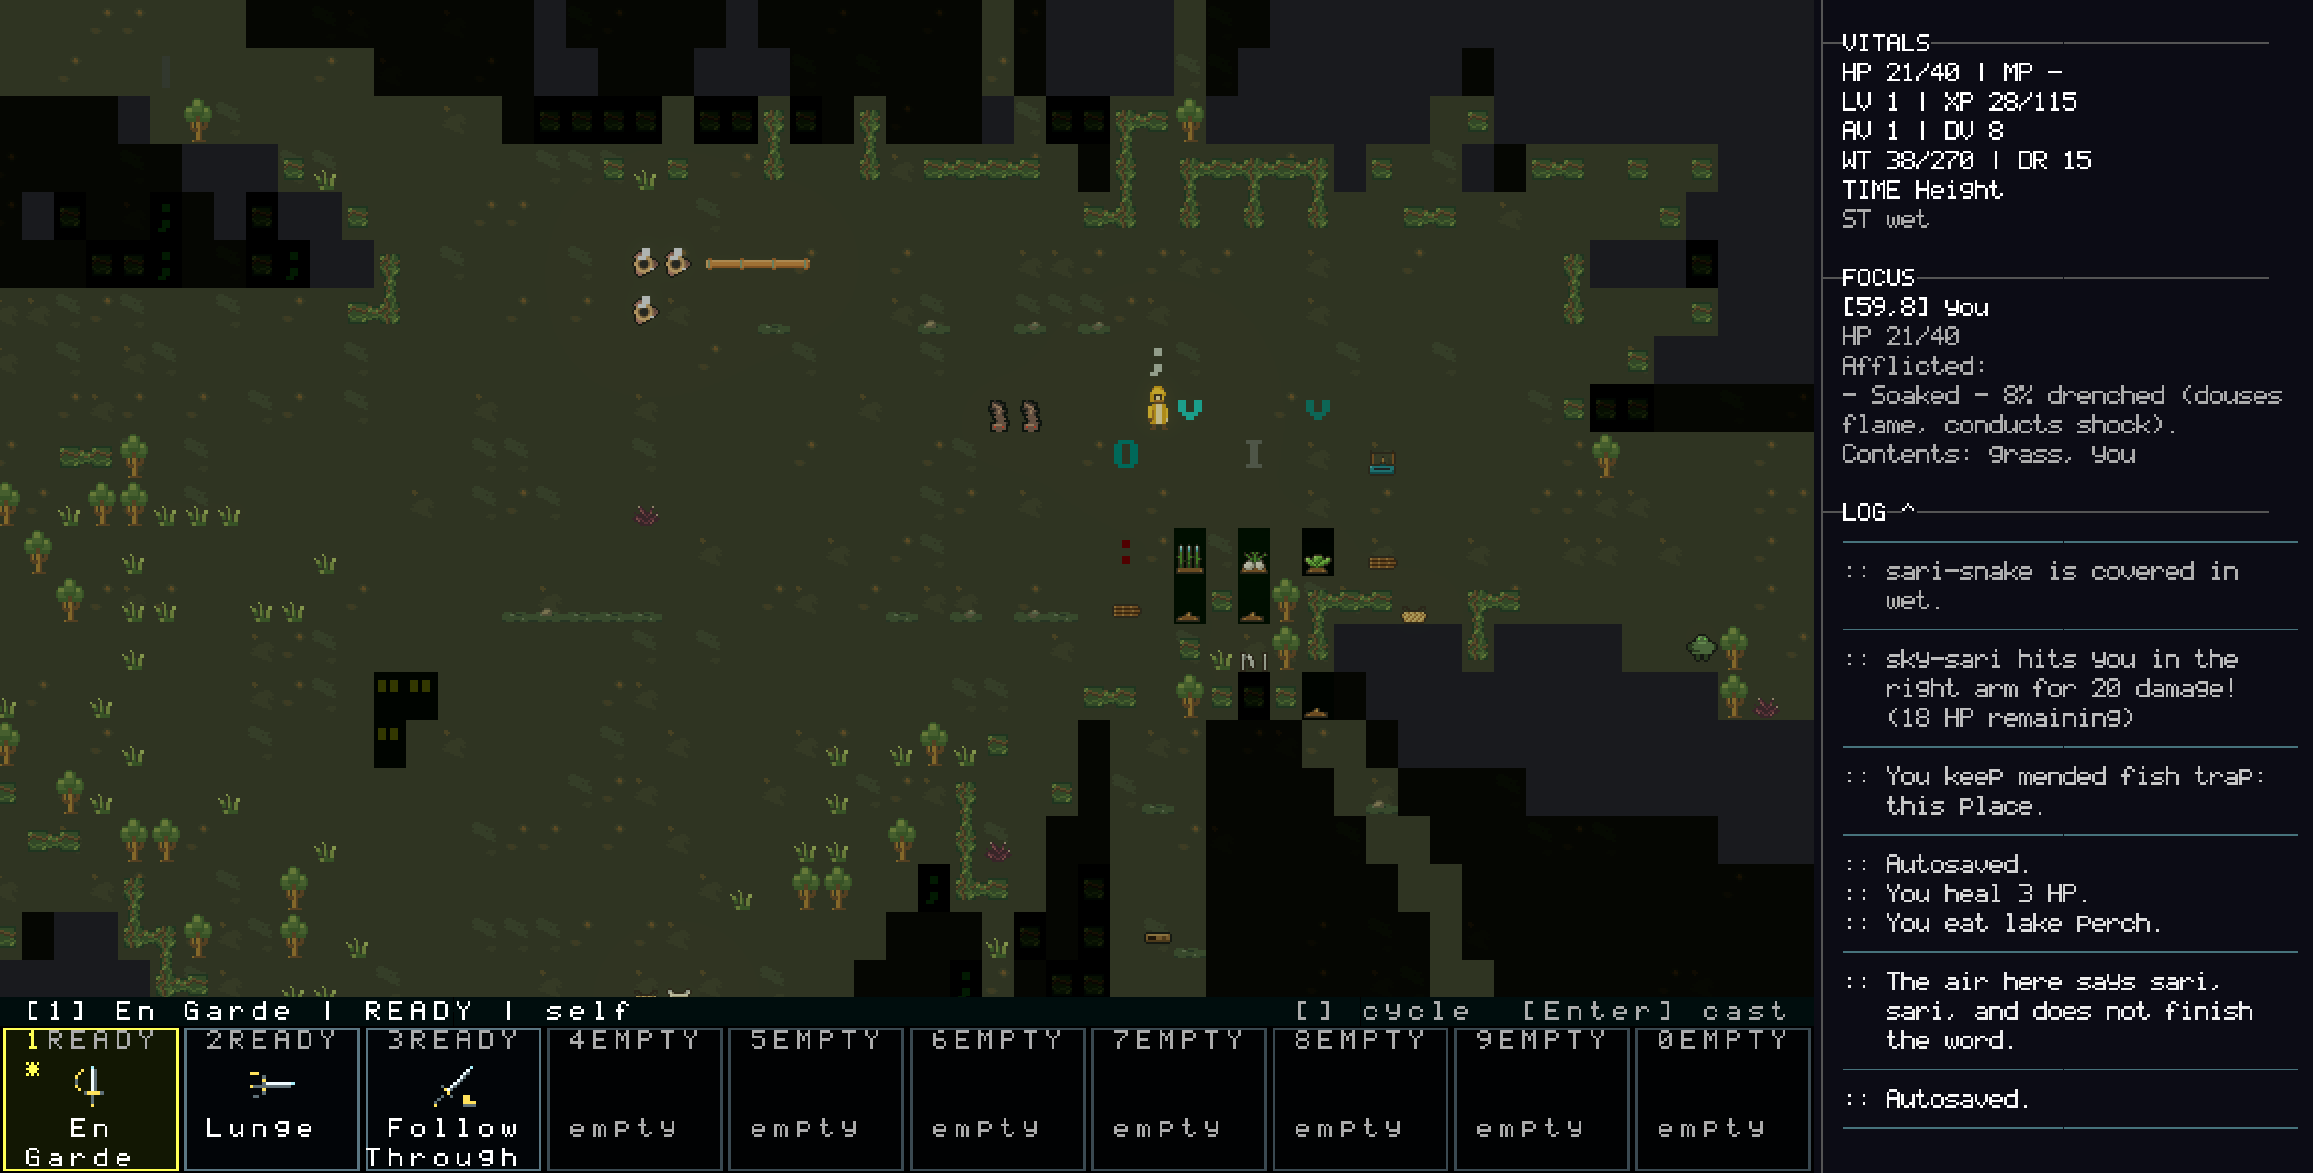 VITALS
HP 21/40 | MP -
LV 1 | XP 28/115
AV 1 | DV 8
WT 38/270 | DR 15
TIME Height
ST wet
FOCUS
[59,8] You
HP 21/40
Afflicted:
- Soaked - 8% drenched (douses
flame, conducts shock).
Contents: grass, You
LOG ^
:: sari-snake is covered in
wet.
:: sky-sari hits you in the
right arm for 20 damage!
(18 HP remaining)
:: You keep mended fish trap:
this place.
:: Autosaved.
:: You heal 3 HP.
:: You eat lake perch.
:: The air here says sari,
sari, and does not finish
the word.
:: Autosaved.
[1] En Garde | READY | self
[] cycle [Enter] cast
1READY 2READY 3READY 4EMPTY 5EMPTY 6EMPTY 7EMPTY 8EMPTY 9EMPTY 0EMPTY
En Garde
Lunge
Follow Through
empty empty empty empty empty empty empty